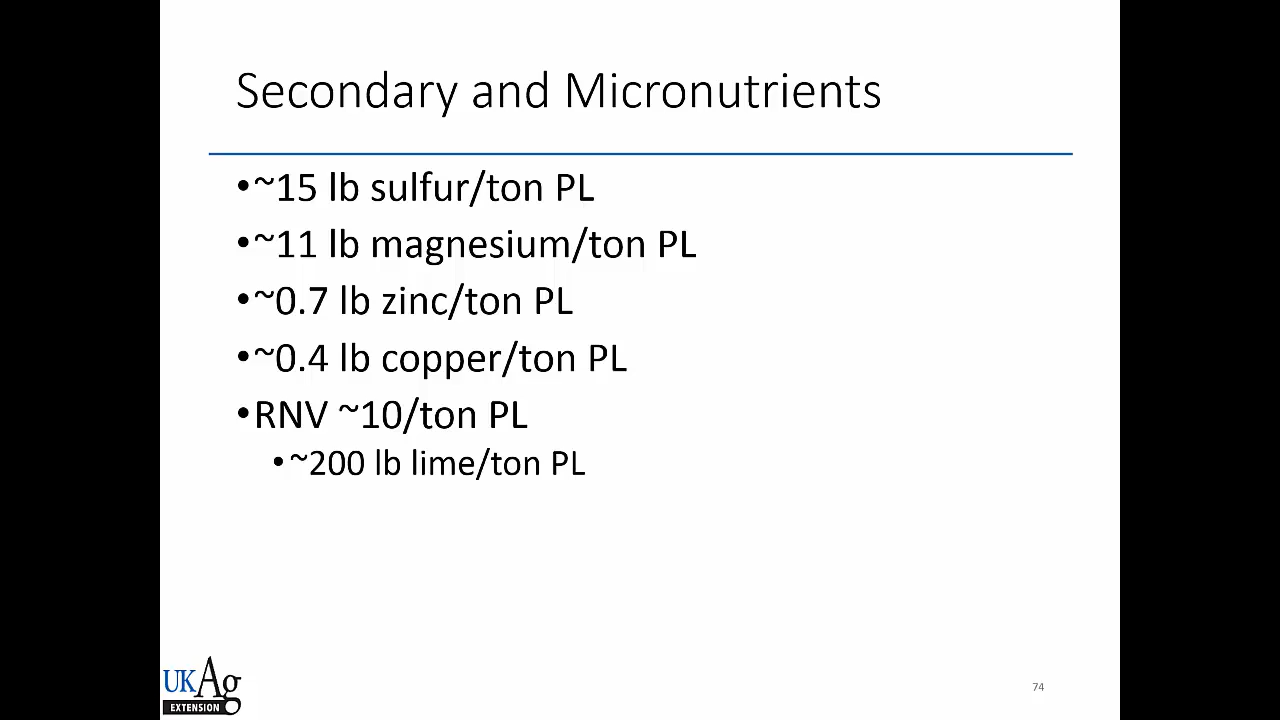 Secondary and Micronutrients
•~15 lb sulfur/ton PL
•~11 lb magnesium/ton PL
•~0.7 lb zinc/ton PL
•~0.4 lb copper/ton PL
•RNV ~10/ton PL
•~200 lb lime/ton PL
UKAg
EXTENSION
74